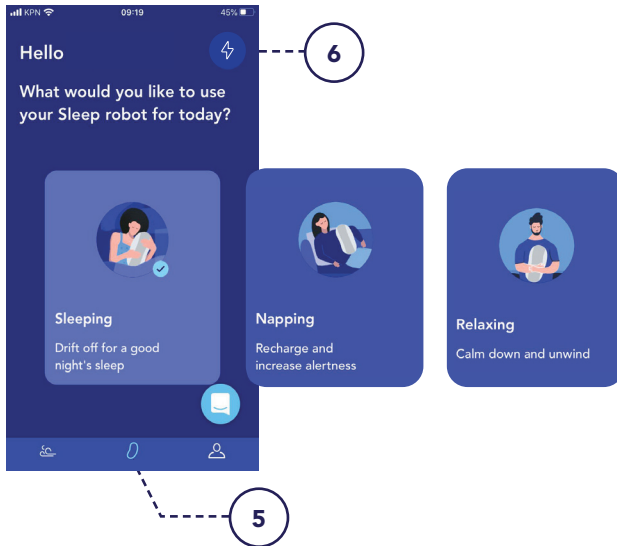 KPN 09:19 45%
Hello
6
What would you like to use
your Sleep robot for today?
Sleeping
Drift off for a good
night's sleep
Napping
Recharge and
increase alertness
Relaxing
Calm down and unwind
5